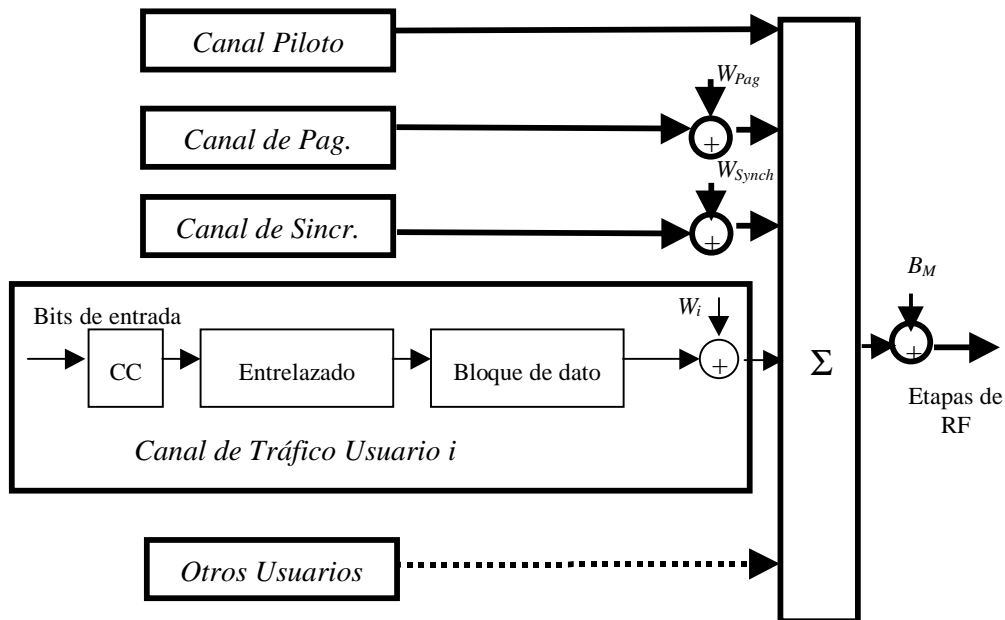 Canal Piloto
W_Pag
Canal de Pag.
+
W_Synch
Canal de Sincr.
+
B_M
+
Etapas de
RF
Bits de entrada
W_i
CC
Entrelazado
Bloque de dato
+
Σ
Canal de Tráfico Usuario i
Otros Usuarios